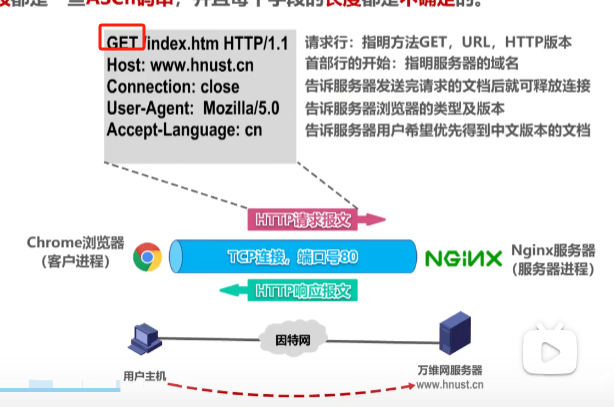 段都是一些ASCII码串，并且每个字段的长度都是不确定的。
GET /index.htm HTTP/1.1 请求行：指明方法GET，URL，HTTP版本
Host: www.hnust.cn 首部行的开始：指明服务器的域名
Connection: close 告诉服务器发送完请求的文档后就可释放连接
User-Agent: Mozilla/5.0 告诉服务器浏览器的类型及版本
Accept-Language: cn 告诉服务器用户希望优先得到中文版本的文档
HTTP请求报文
Chrome浏览器
（客户进程）
TCP连接，端口号80
NGINX
Nginx服务器
（服务器进程）
HTTP响应报文
因特网
用户主机
万维网服务器
www.hnust.cn